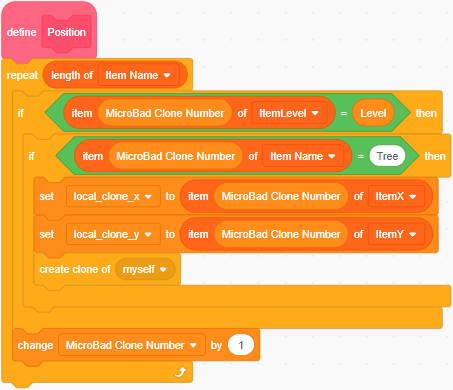 define Position
repeat length of Item Name
if item MicroBad Clone Number of ItemLevel = Level then
if item MicroBad Clone Number of Item Name = Tree then
set local_clone_x to item MicroBad Clone Number of ItemX
set local_clone_y to item MicroBad Clone Number of ItemY
create clone of myself
change MicroBad Clone Number by 1